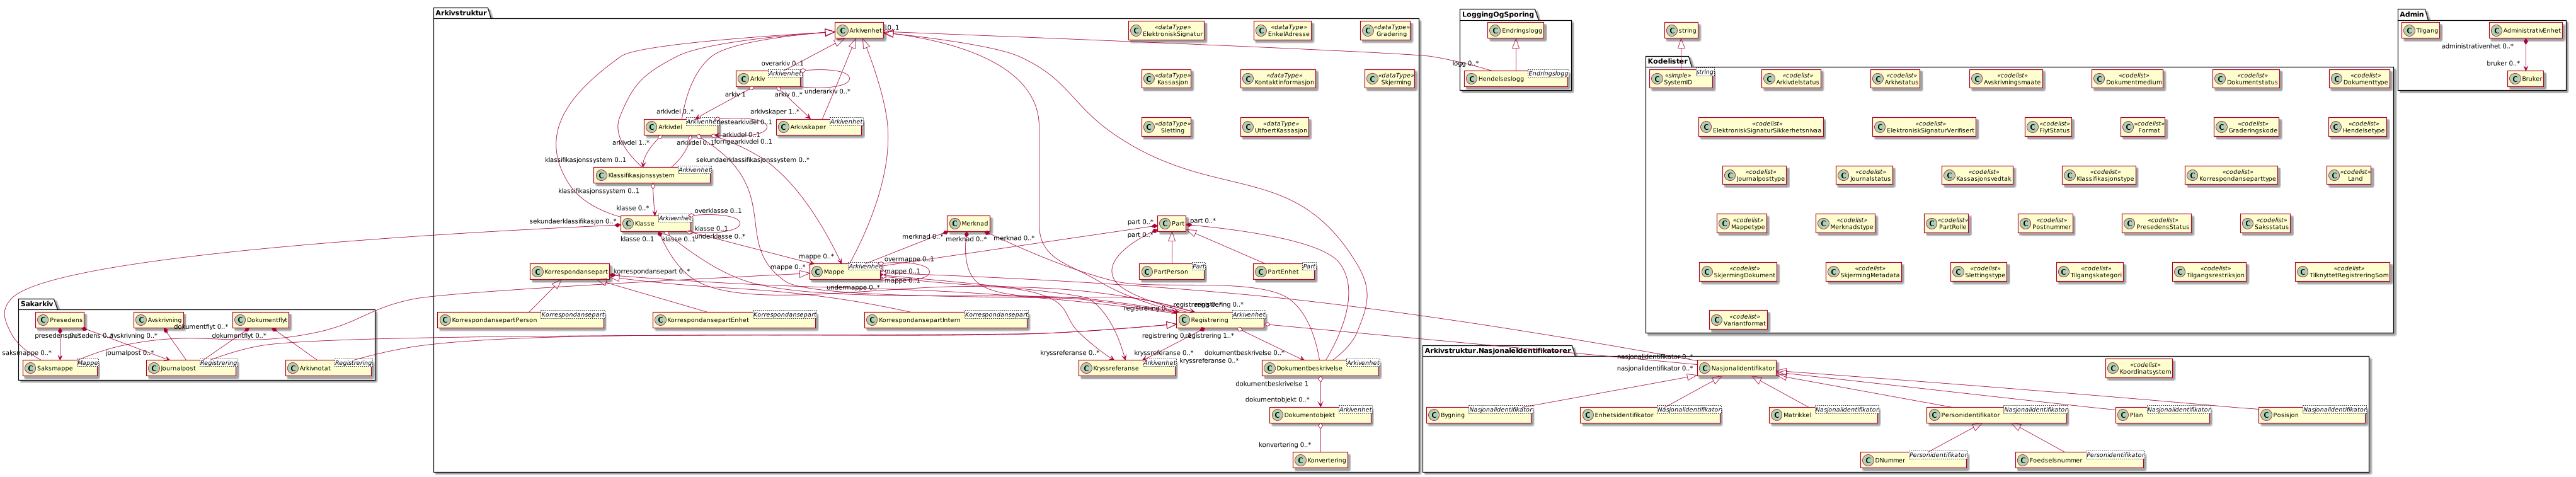 Arkivstruktur
Arkivenhet
0..1
«dataType»
ElektroniskSignatur
«dataType»
EnkelAdresse
«dataType»
Gradering
overarkiv 0..1
Arkiv
Arkivenhet
underarkiv 0..*
arkiv 1
arkiv 0..*
«dataType»
Kassasjon
«dataType»
Kontaktinformasjon
«dataType»
Skjerming
arkivdel 0..*
arkivskaper 1..*
Arkivdel
Arkivenhet
nestearkivdel 0..1
Arkivskaper
Arkivenhet
«dataType»
Sletting
«dataType»
UtfoertKassasjon
arkivdel 0..1
forrigearkivdel 0..1
arkivdel 1..*
arkivdel 0..1
klassifikasjonssystem 0..1
sekundaerklassifikasjonssystem 0..*
Klassifikasjonssystem
Arkivenhet
klassifikasjonssystem 0..1
klasse 0..*
overklasse 0..1
sekundaerklassifikasjon 0..*
Klasse
Arkivenhet
klasse 0..1
underklasse 0..*
klasse 0..1
klasse 0..1
Merknad
merknad 0..*
merknad 0..*
merknad 0..*
part 0..*
Part
part 0..*
part 0..*
mappe 0..*
mappe 0..*
overmappe 0..1
Mappe
Arkivenhet
mappe 0..1
mappe 0..1
undermappe 0..*
PartPerson
Part
PartEnhet
Part
Korrespondansepart
korrespondansepart 0..*
registrering 0..*
registrering 0..*
KorrespondansepartPerson
Korrespondansepart
KorrespondansepartEnhet
Korrespondansepart
KorrespondansepartIntern
Korrespondansepart
Registrering
Arkivenhet
registrering 0..1
registrering 1..*
kryssreferanse 0..*
kryssreferanse 0..*
kryssreferanse 0..*
dokumentbeskrivelse 0..*
Kryssreferanse
Arkivenhet
Dokumentbeskrivelse
Arkivenhet
dokumentbeskrivelse 1
dokumentobjekt 0..*
Dokumentobjekt
Arkivenhet
konvertering 0..*
Konvertering
Sakarkiv
Presedens
Avskrivning
Dokumentflyt
presedens 0..*
presedens 0..*
avskrivning 0..*
dokumentflyt 0..*
dokumentflyt 0..*
saksmappe 0..*
journalpost 0..*
Saksmappe
Mappe
Journalpost
Registrering
Arkivnotat
Registrering
LoggingOgSporing
Endringslogg
logg 0..*
Hendelseslogg
Endringslogg
string
Kodelister
«simple»
SystemID
string
«codelist»
Arkivdelstatus
«codelist»
Arkivstatus
«codelist»
Avskrivningsmaate
«codelist»
Dokumentmedium
«codelist»
Dokumentstatus
«codelist»
Dokumenttype
«codelist»
ElektroniskSignaturSikkerhetsnivaa
«codelist»
ElektroniskSignaturVerifisert
«codelist»
FlytStatus
«codelist»
Format
«codelist»
Graderingskode
«codelist»
Hendelsetype
«codelist»
Journalposttype
«codelist»
Journalstatus
«codelist»
Kassasjonsvedtak
«codelist»
Klassifikasjonstype
«codelist»
Korrespondanseparttype
«codelist»
Land
«codelist»
Mappetype
«codelist»
Merknadstype
«codelist»
PartRolle
«codelist»
Postnummer
«codelist»
PresedensStatus
«codelist»
Saksstatus
«codelist»
SkjermingDokument
«codelist»
SkjermingMetadata
«codelist»
Slettingstype
«codelist»
Tilgangskategori
«codelist»
Tilgangsrestriksjon
«codelist»
TilknyttetRegistreringSom
«codelist»
Variantformat
Arkivstruktur.Nasjonaleidentifikatorer
nasjonalidentifikator 0..*
nasjonalidentifikator 0..*
Nasjonalidentifikator
«codelist»
Koordinatsystem
Bygning
Nasjonalidentifikator
Enhetsidentifikator
Nasjonalidentifikator
Matrikkel
Nasjonalidentifikator
Personidentifikator
Nasjonalidentifikator
Plan
Nasjonalidentifikator
Posisjon
Nasjonalidentifikator
DNummer
Personidentifikator
Foedselsnummer
Personidentifikator
Admin
Tilgang
AdministrativEnhet
administrativenhet 0..*
bruker 0..*
Bruker